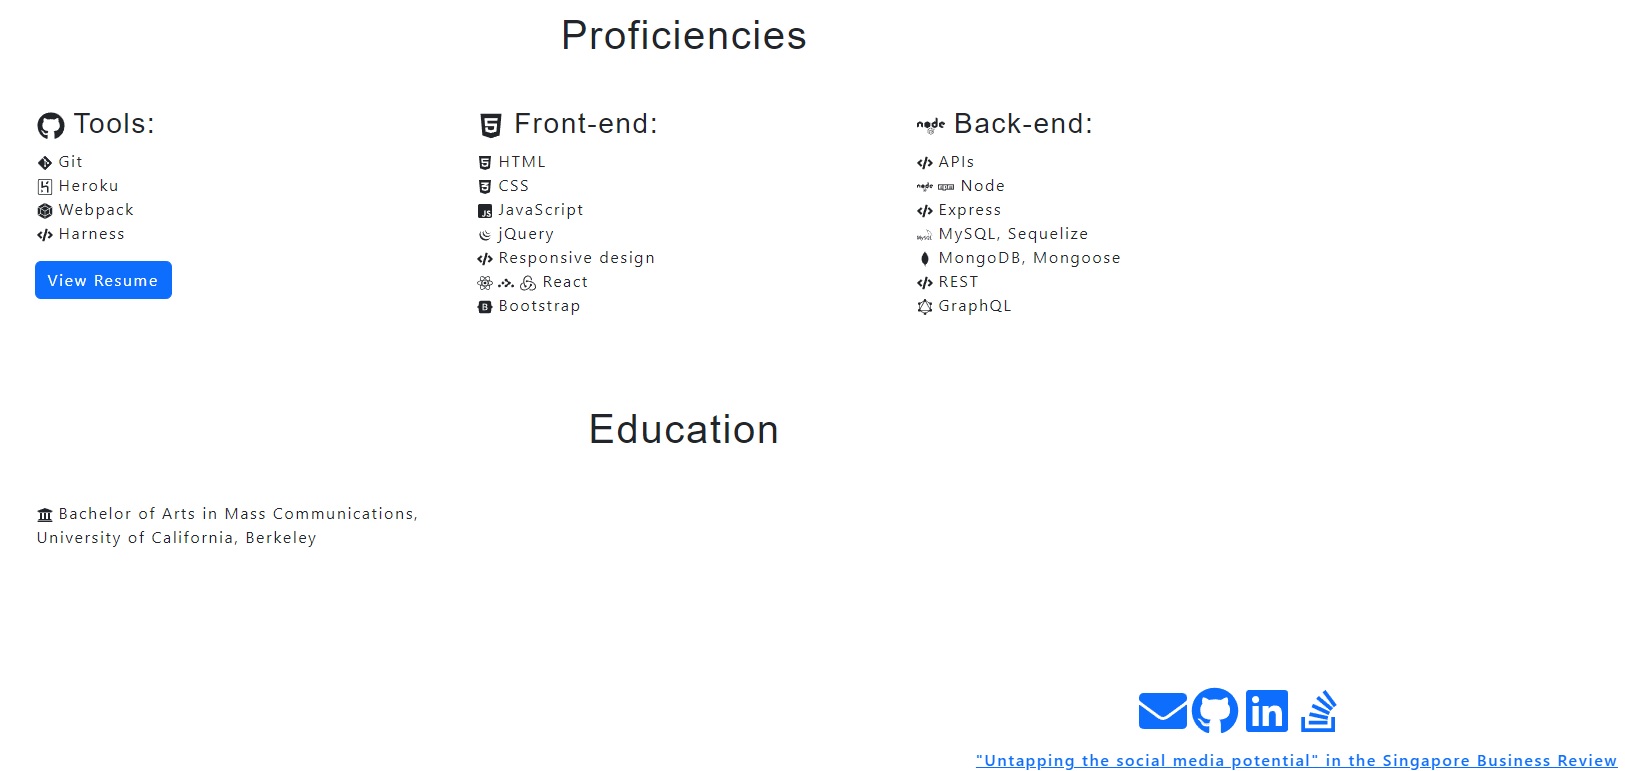 Proficiencies
Tools:
Git
Heroku
Webpack
Harness
View Resume
Front-end:
HTML
CSS
JavaScript
jQuery
Responsive design
React
Bootstrap
node Back-end:
APIs
Node
Express
MySQL, Sequelize
MongoDB, Mongoose
REST
GraphQL
Education
Bachelor of Arts in Mass Communications,
University of California, Berkeley
"Untapping the social media potential" in the Singapore Business Review